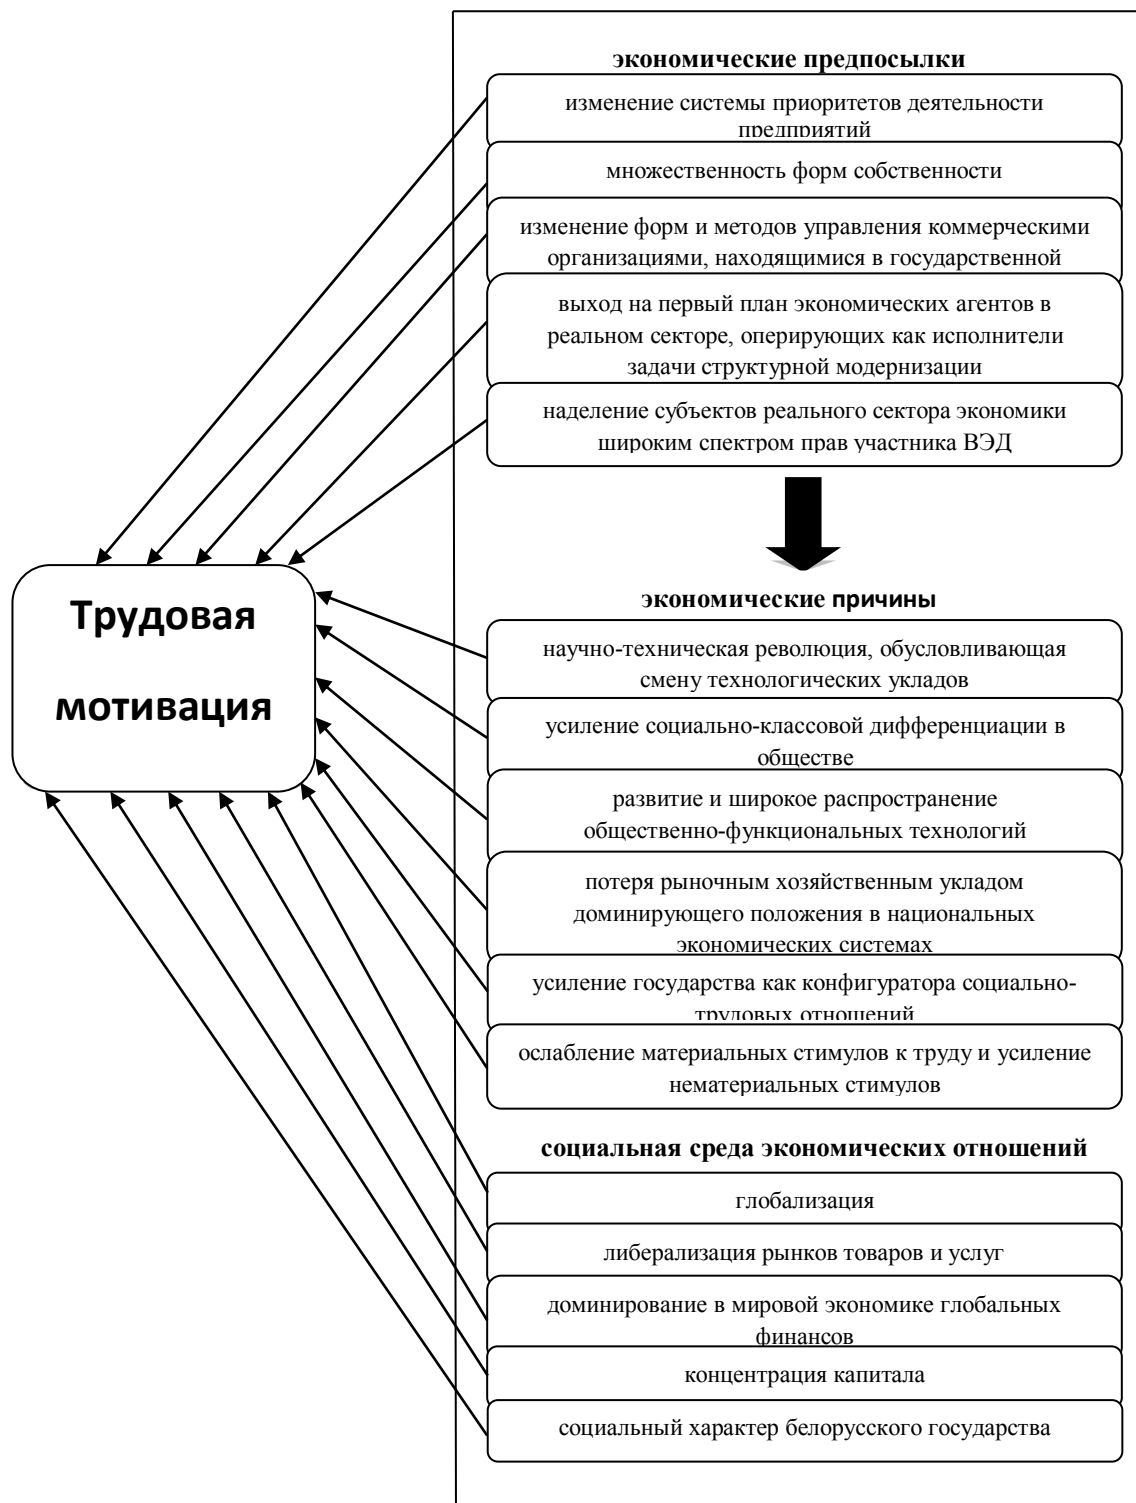 экономические предпосылки
изменение системы приоритетов деятельности
предприятий
множественность форм собственности
изменение форм и методов управления коммерческими
организациями, находящимися в государственной
выход на первый план экономических агентов в
реальном секторе, оперирующих как исполнители
задачи структурной модернизации
наделение субъектов реального сектора экономики
широким спектром прав участника ВЭД
Трудовая
мотивация
экономические причины
научно-техническая революция, обусловливающая
смену технологических укладов
усиление социально-классовой дифференциации в
обществе
развитие и широкое распространение
общественно-функциональных технологий
потеря рыночным хозяйственным укладом
доминирующего положения в национальных
экономических системах
усиление государства как конфигуратора социально-
трудовых отношений
ослабление материальных стимулов к труду и усиление
нематериальных стимулов
социальная среда экономических отношений
глобализация
либерализация рынков товаров и услуг
доминирование в мировой экономике глобальных
финансов
концентрация капитала
социальный характер белорусского государства